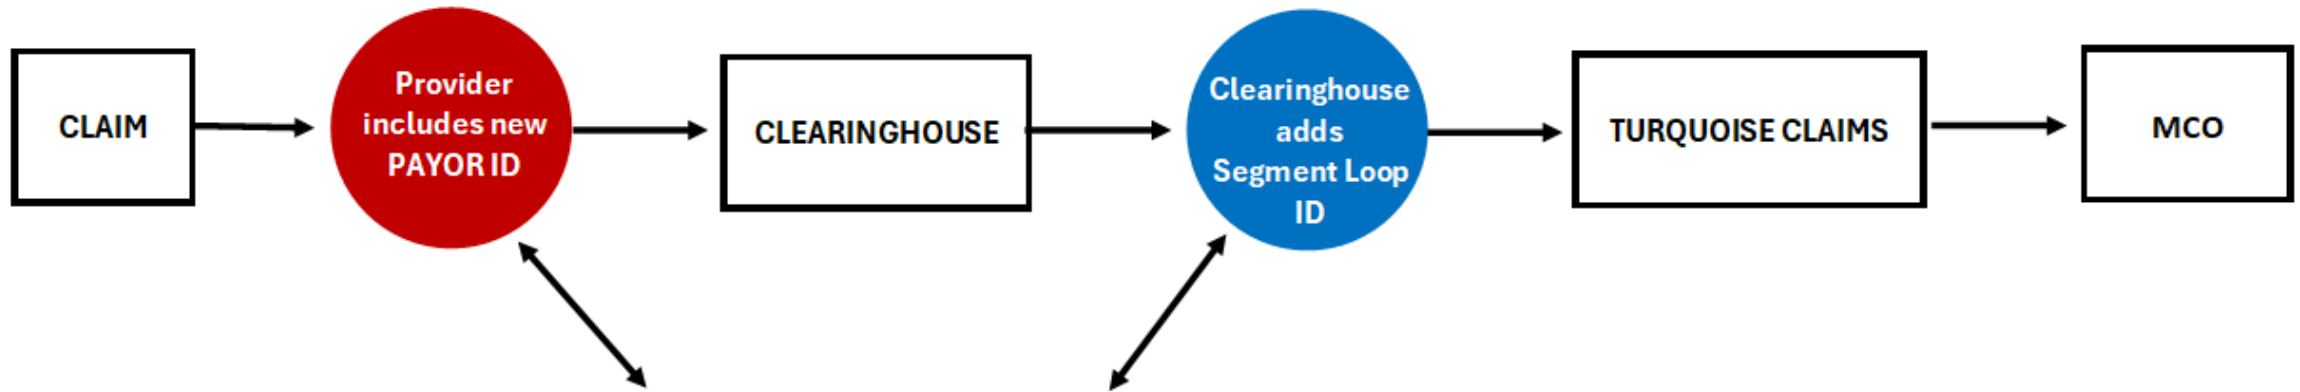 CLAIM
Provider
includes new
PAYOR ID
CLEARINGHOUSE
Clearinghouse
adds
Segment Loop
ID
TURQUOISE CLAIMS
MCO